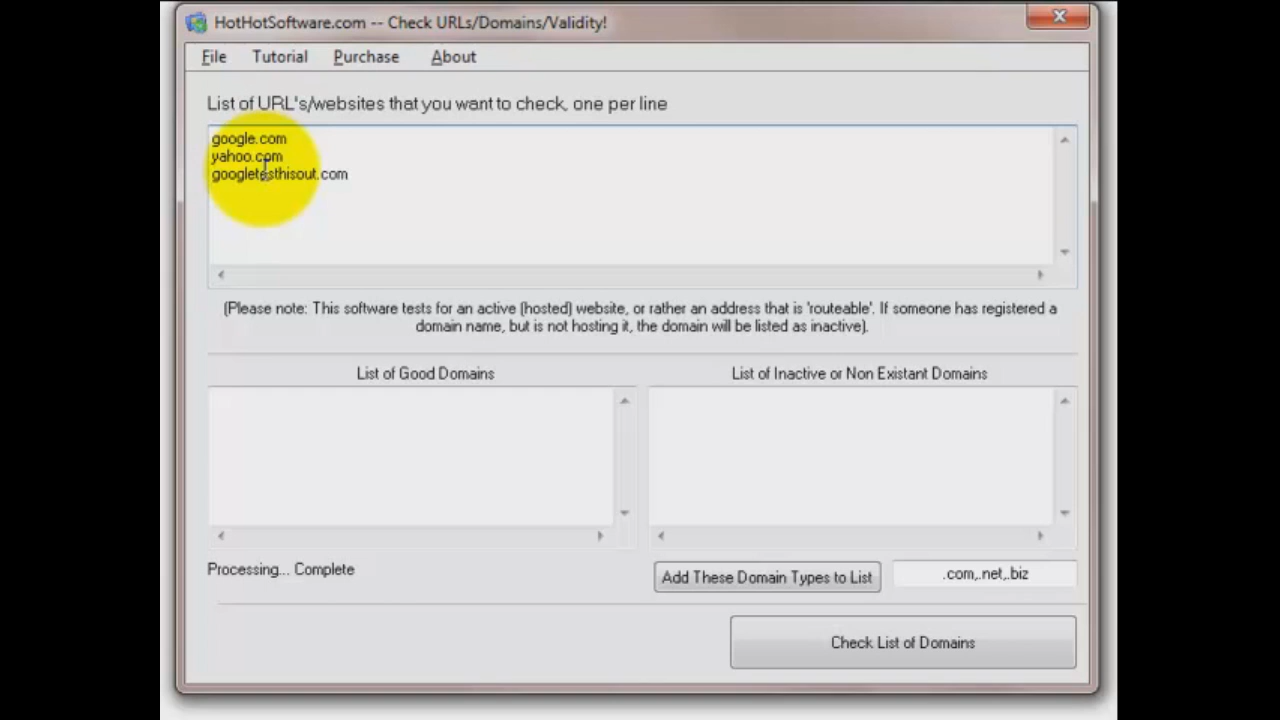 HotHotSoftware.com -- Check URLs/Domains/Validity!
File Tutorial Purchase About
List of URL's/websites that you want to check, one per line
google.com
yahoo.com
googletesthisout.com
(Please note: This software tests for an active (hosted) website, or rather an address that is 'routeable'. If someone has registered a
domain name, but is not hosting it, the domain will be listed as inactive).
List of Good Domains
List of Inactive or Non Existant Domains
Processing... Complete
Add These Domain Types to List
.com,.net,.biz
Check List of Domains